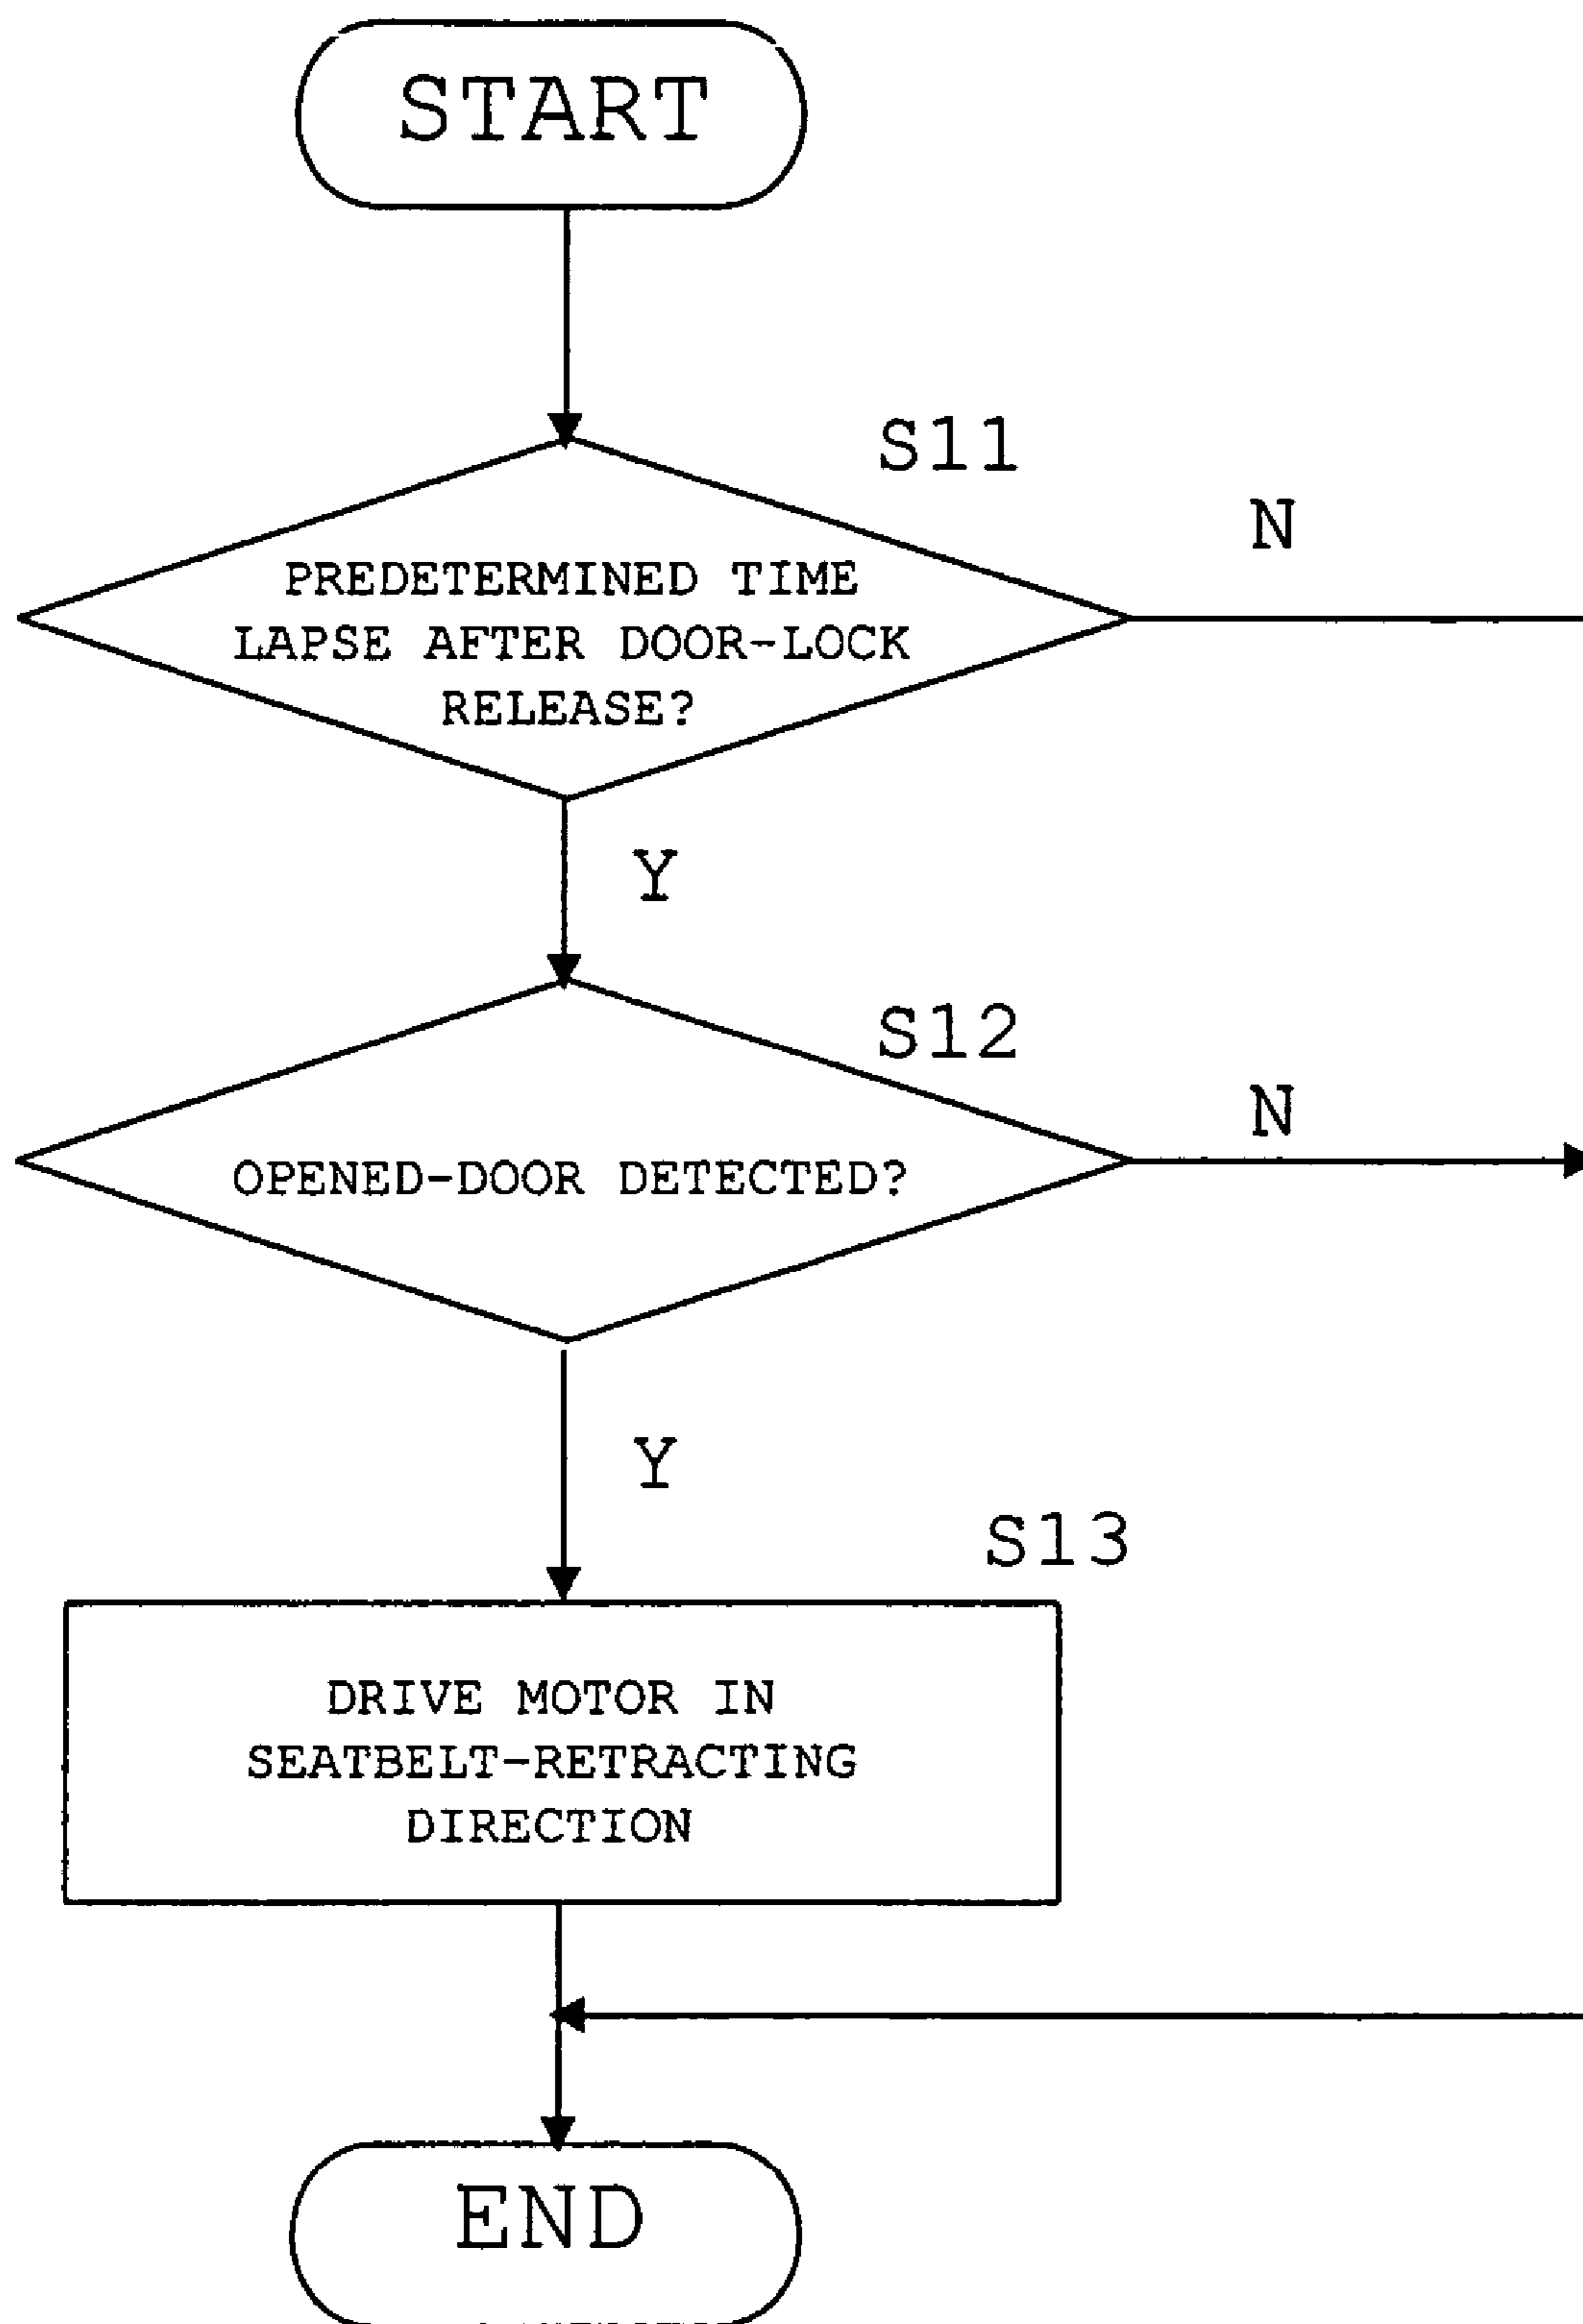 START
S11
N
PREDETERMINED TIME
LAPSE AFTER DOOR-LOCK
RELEASE?
Y
S12
N
OPENED-DOOR DETECTED?
Y
S13
DRIVE MOTOR IN
SEATBELT-RETRACTING
DIRECTION
END